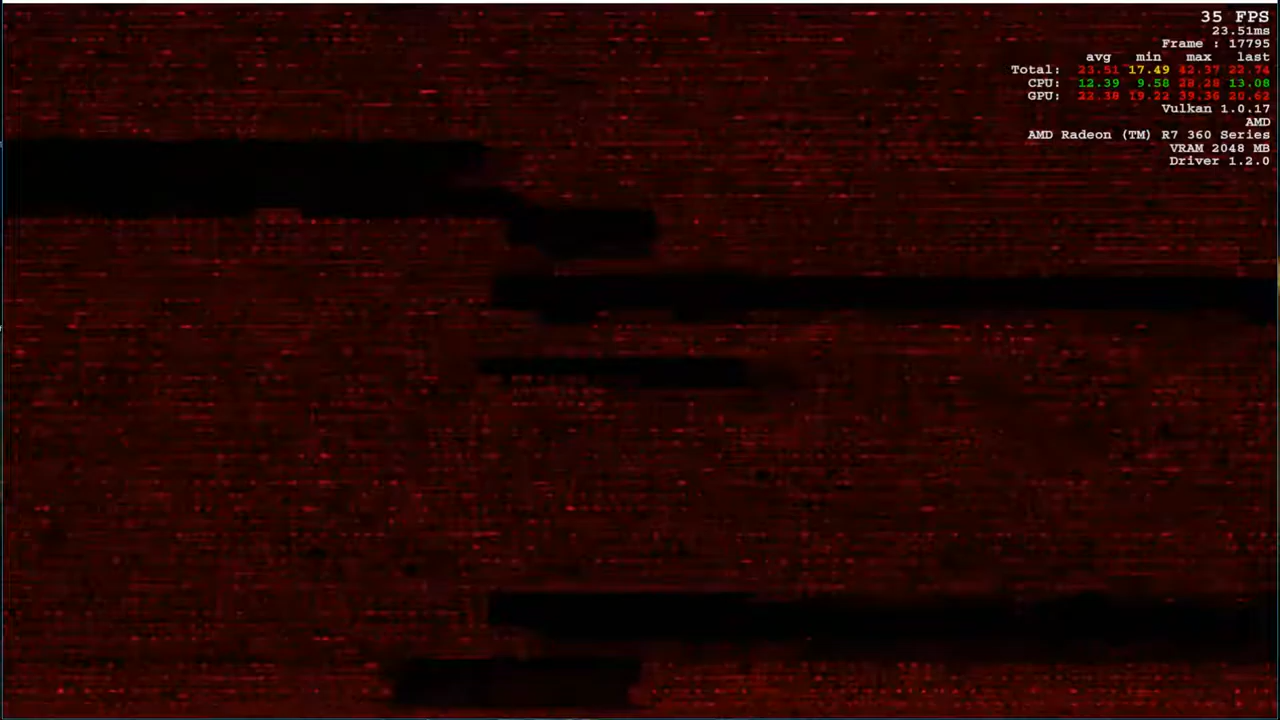 35 FPS
23.51ms
Frame : 17795
avg min max last
Total: 23.51 17.49 42.37 22.74
CPU: 12.39 9.58 28.28 13.08
GPU: 22.38 19.22 39.36 20.62
Vulkan 1.0.17
AMD
AMD Radeon (TM) R7 360 Series
VRAM 2048 MB
Driver 1.2.0